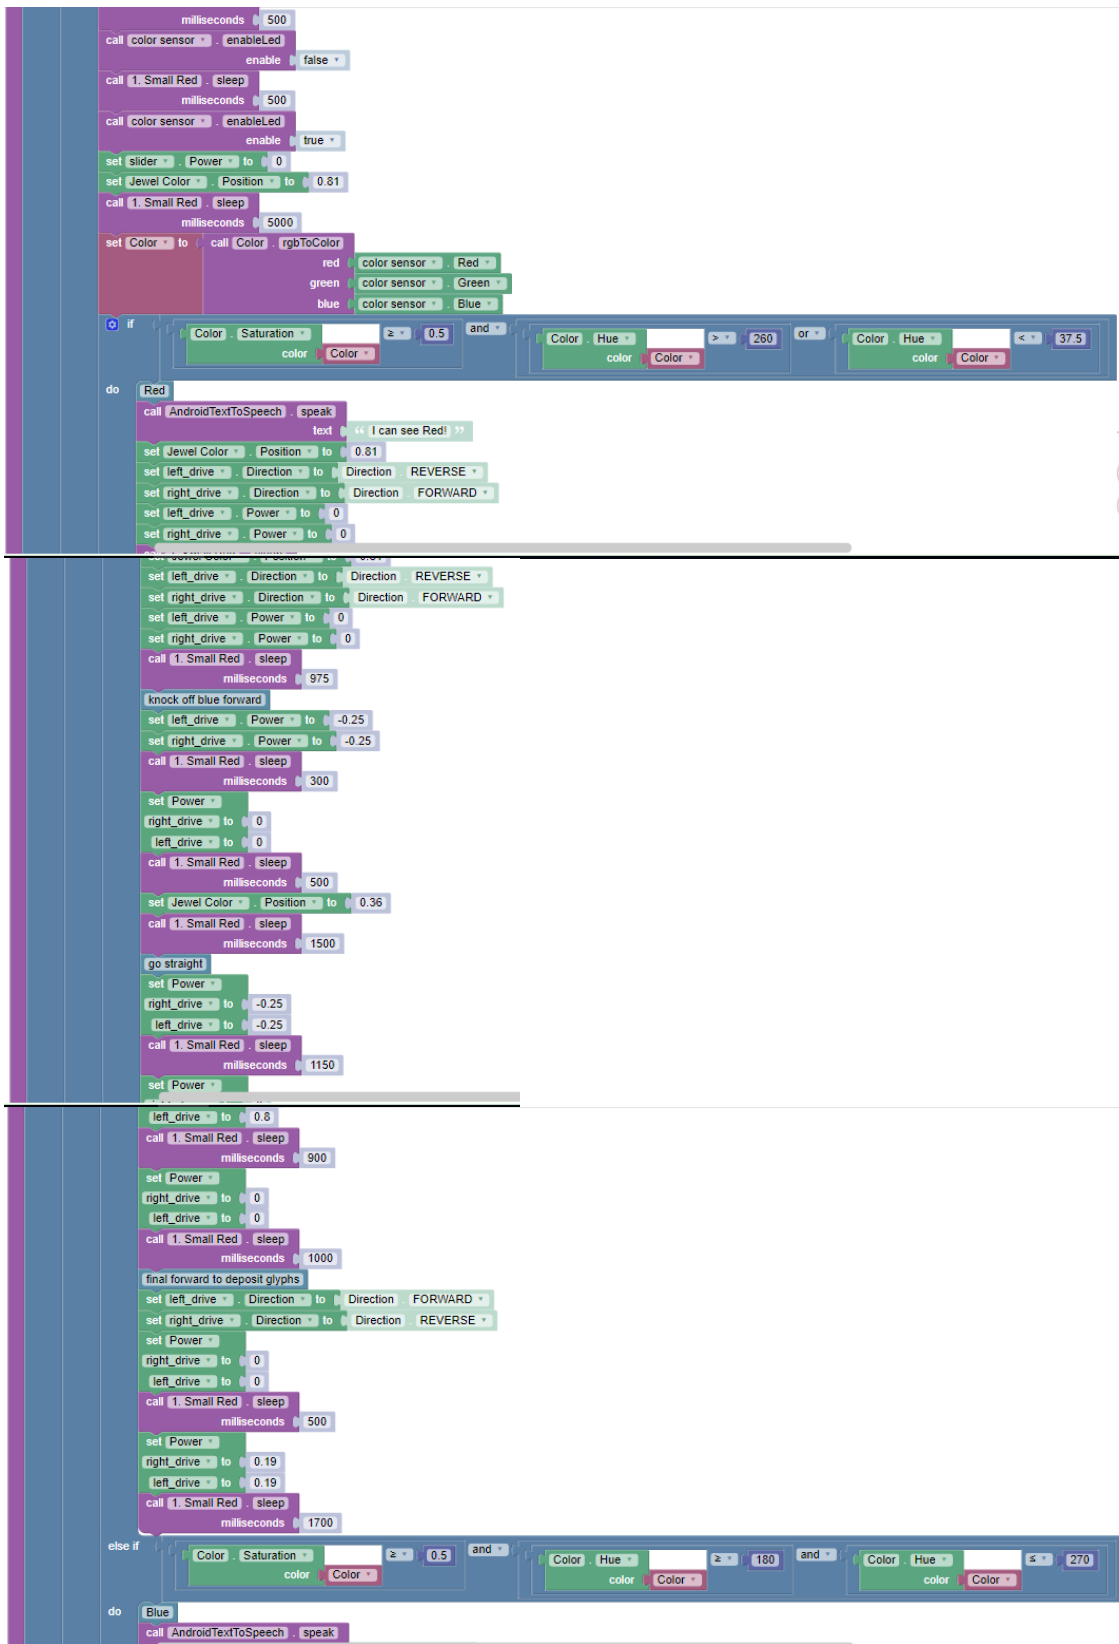 milliseconds 500
call color sensor . enableLed
enable false
call 1. Small Red . sleep
milliseconds 500
call color sensor . enableLed
enable true
set slider . Power to 0
set Jewel Color . Position to 0.81
call 1. Small Red . sleep
milliseconds 5000
set Color to call Color . rgbToColor
red color sensor . Red
green color sensor . Green
blue color sensor . Blue
if Color . Saturation ≥ 0.5 and Color . Hue > 260 or Color . Hue < 37.5
color Color color Color color Color
do Red
call AndroidTextToSpeech . speak
text “ I can see Red! ”
set Jewel Color . Position to 0.81
set left_drive . Direction to Direction . REVERSE
set right_drive . Direction to Direction . FORWARD
set left_drive . Power to 0
set right_drive . Power to 0
set left_drive . Direction to Direction . REVERSE
set right_drive . Direction to Direction . FORWARD
set left_drive . Power to 0
set right_drive . Power to 0
call 1. Small Red . sleep
milliseconds 975
knock off blue forward
set left_drive . Power to -0.25
set right_drive . Power to -0.25
call 1. Small Red . sleep
milliseconds 300
set Power
right_drive to 0
left_drive to 0
call 1. Small Red . sleep
milliseconds 500
set Jewel Color . Position to 0.36
call 1. Small Red . sleep
milliseconds 1500
go straight
set Power
right_drive to -0.25
left_drive to -0.25
call 1. Small Red . sleep
milliseconds 1150
set Power
left_drive to 0.8
call 1. Small Red . sleep
milliseconds 900
set Power
right_drive to 0
left_drive to 0
call 1. Small Red . sleep
milliseconds 1000
final forward to deposit glyphs
set left_drive . Direction to Direction . FORWARD
set right_drive . Direction to Direction . REVERSE
set Power
right_drive to 0
left_drive to 0
call 1. Small Red . sleep
milliseconds 500
set Power
right_drive to 0.19
left_drive to 0.19
call 1. Small Red . sleep
milliseconds 1700
else if Color . Saturation ≥ 0.5 and Color . Hue ≥ 180 and Color . Hue ≤ 270
color Color color Color color Color
do Blue
call AndroidTextToSpeech . speak